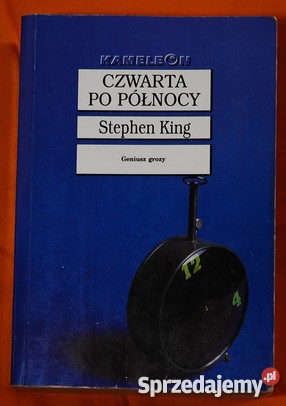 KAMELEON
CZWARTA
PO PÓŁNOCY
Stephen King
Geniusz grozy
12
4
Sprzedajemy
.pl